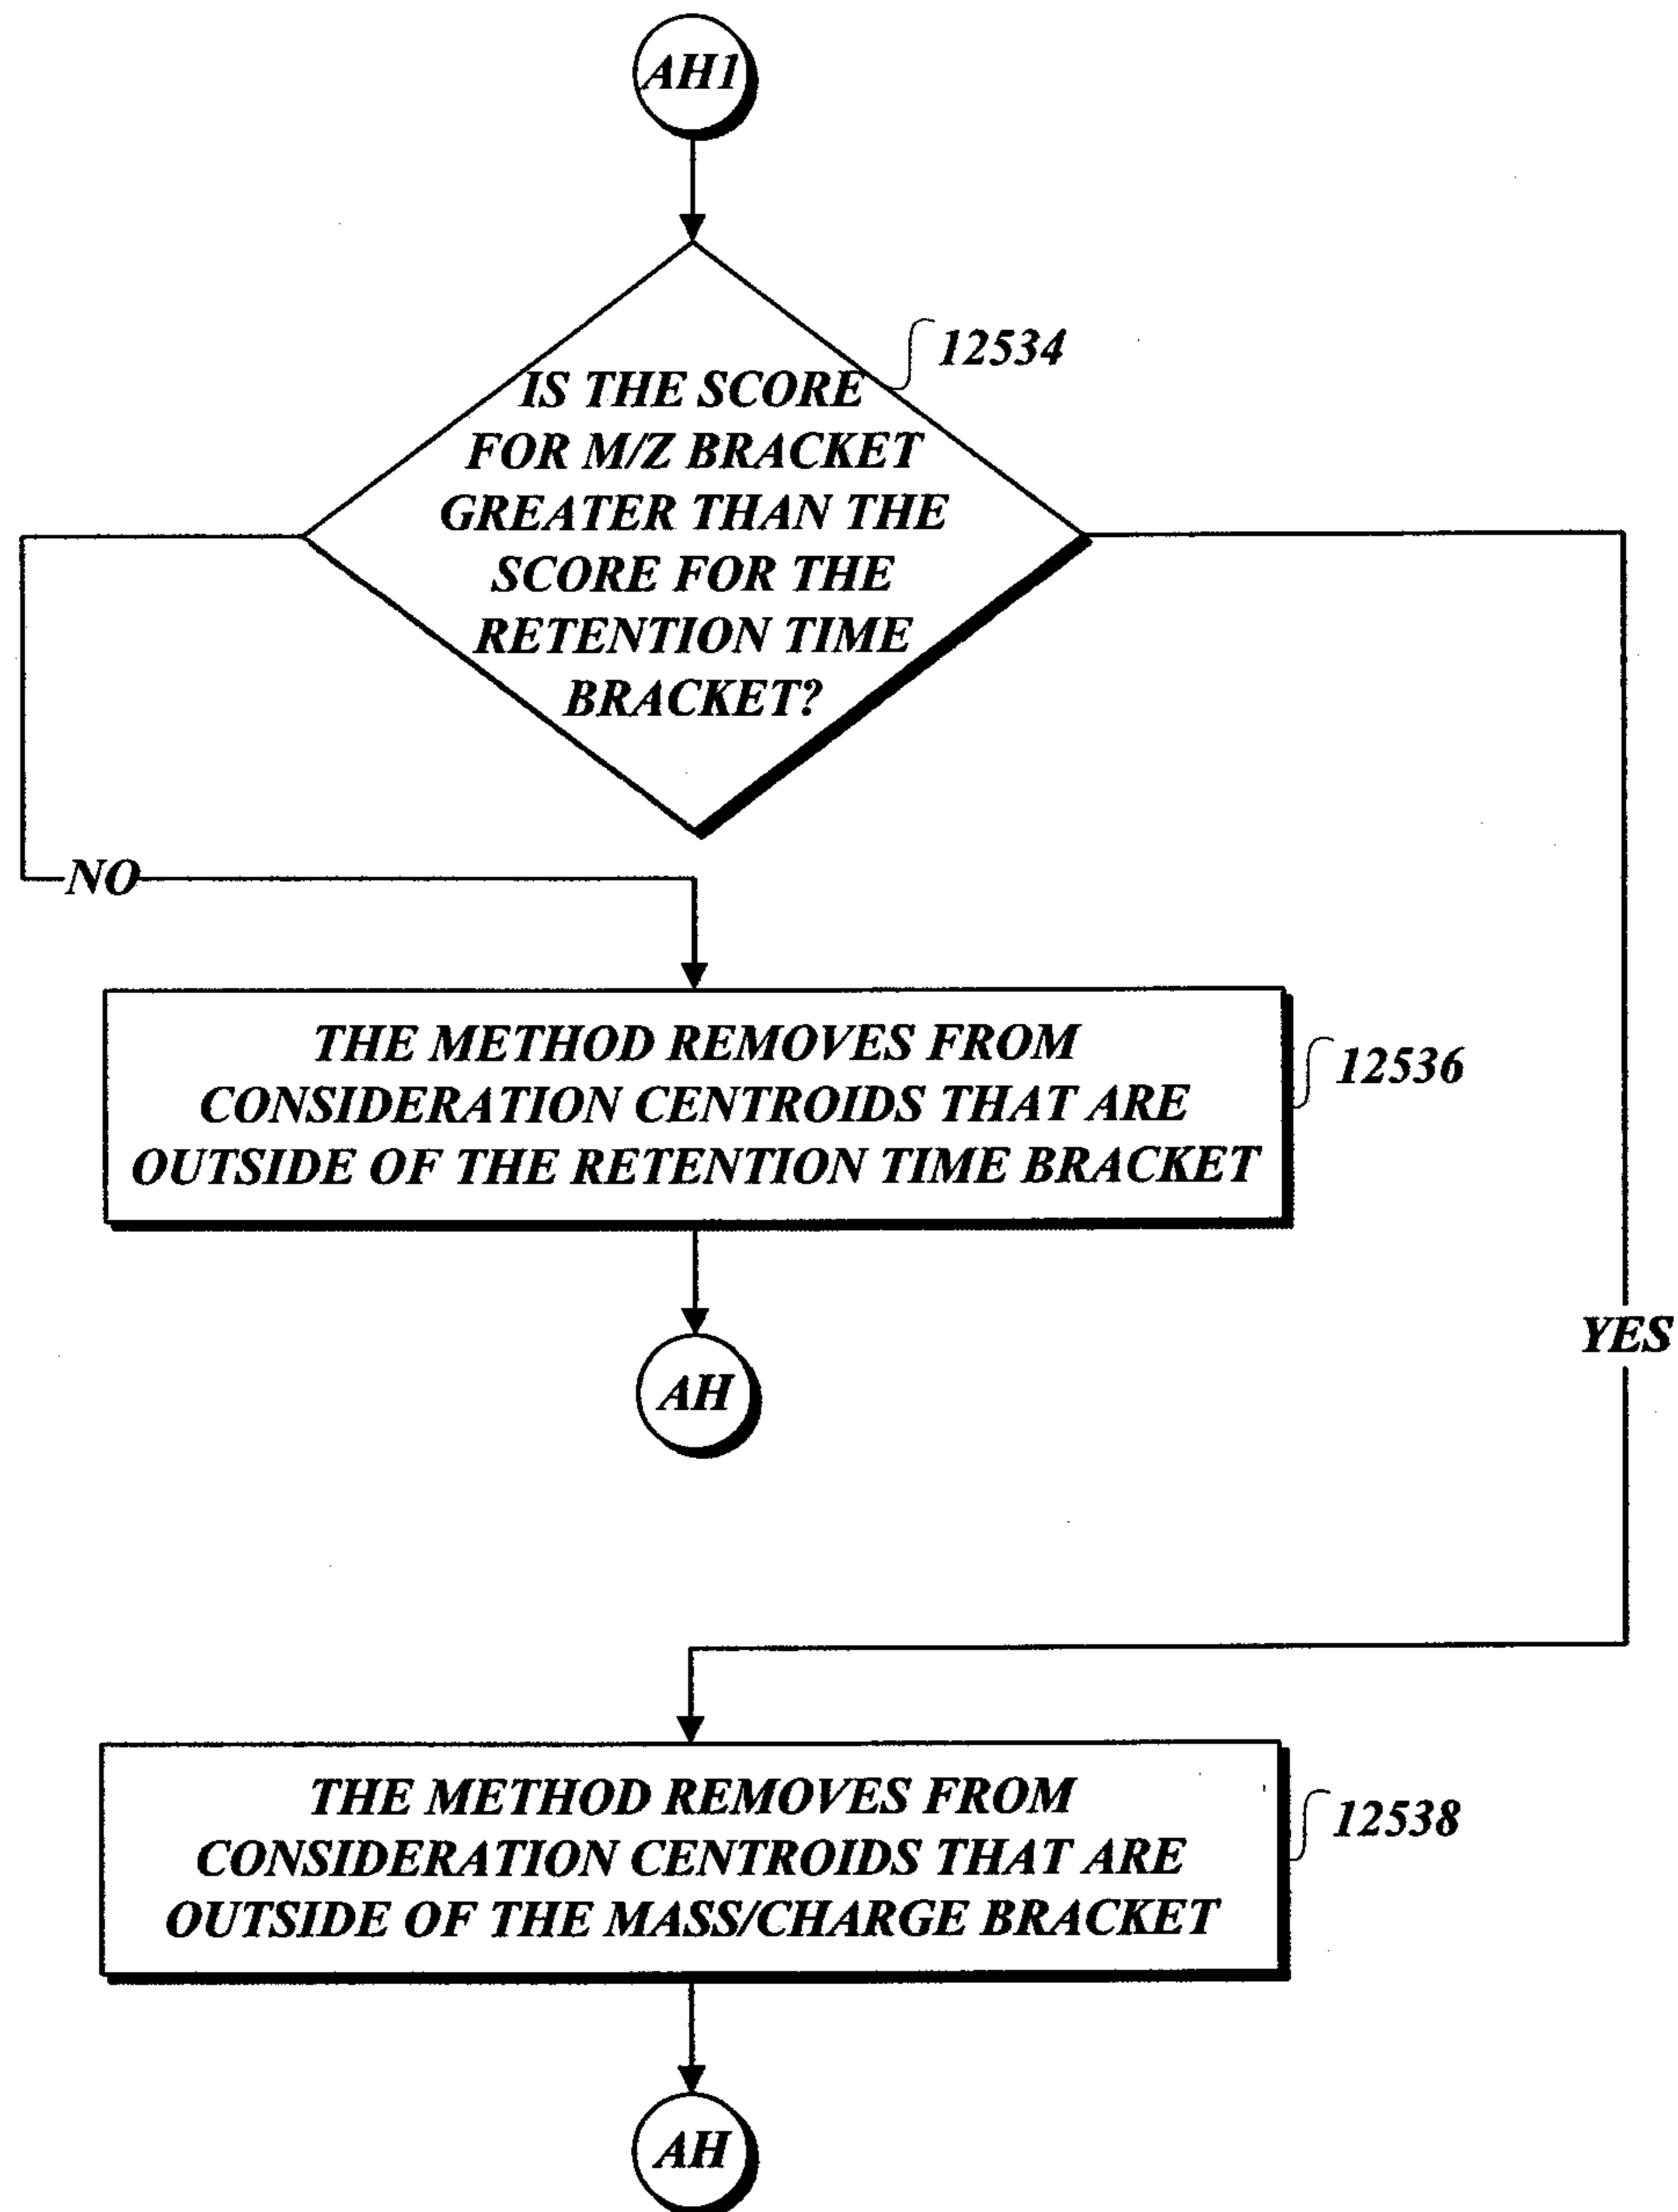 AH1
12534
IS THE SCORE
FOR M/Z BRACKET
GREATER THAN THE
SCORE FOR THE
RETENTION TIME
BRACKET?
NO
THE METHOD REMOVES FROM
CONSIDERATION CENTROIDS THAT ARE
OUTSIDE OF THE RETENTION TIME BRACKET
12536
AH
YES
THE METHOD REMOVES FROM
CONSIDERATION CENTROIDS THAT ARE
OUTSIDE OF THE MASS/CHARGE BRACKET
12538
AH